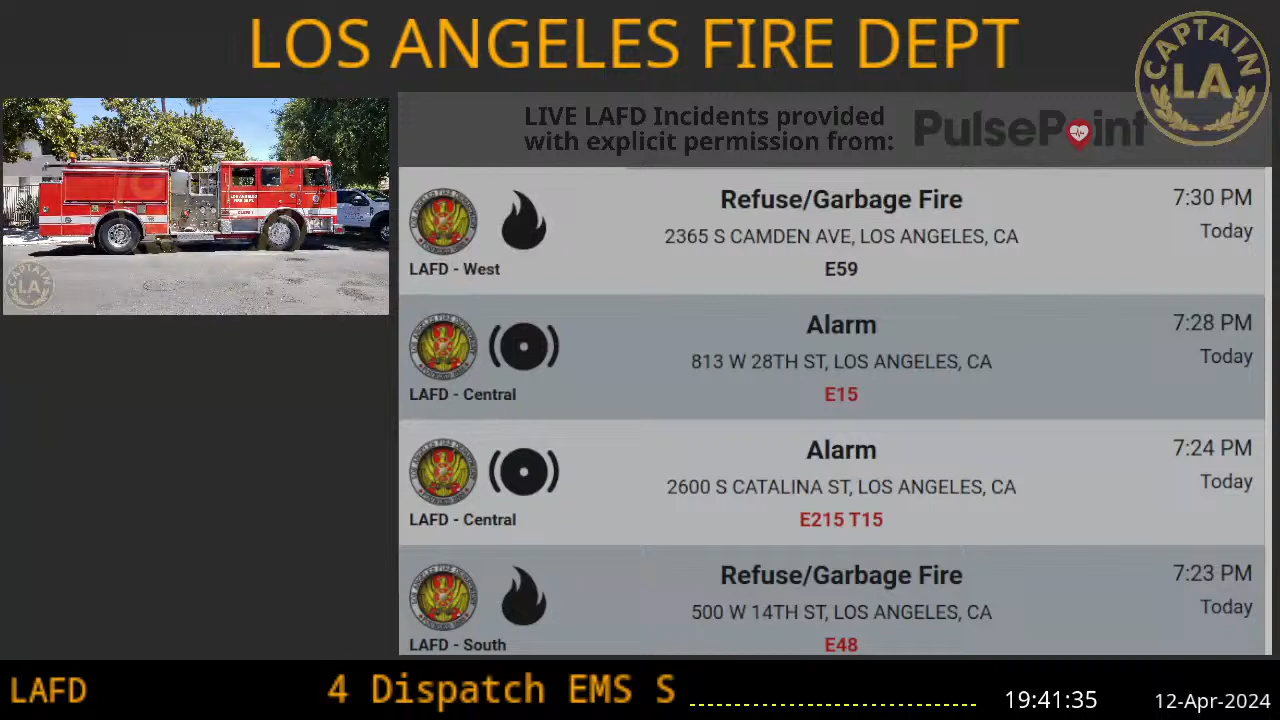 LOS ANGELES FIRE DEPT
CAPTAIN
LA
LIVE LAFD Incidents provided
with explicit permission from:
PulsePoint
Refuse/Garbage Fire
7:30 PM
2365 S CAMDEN AVE, LOS ANGELES, CA
Today
LAFD - West
E59
Alarm
7:28 PM
813 W 28TH ST, LOS ANGELES, CA
Today
LAFD - Central
E15
Alarm
7:24 PM
2600 S CATALINA ST, LOS ANGELES, CA
Today
LAFD - Central
E215 T15
Refuse/Garbage Fire
7:23 PM
500 W 14TH ST, LOS ANGELES, CA
Today
LAFD - South
E48
CAPTAIN
LA
LAFD
4 Dispatch EMS S
19:41:35
12-Apr-2024